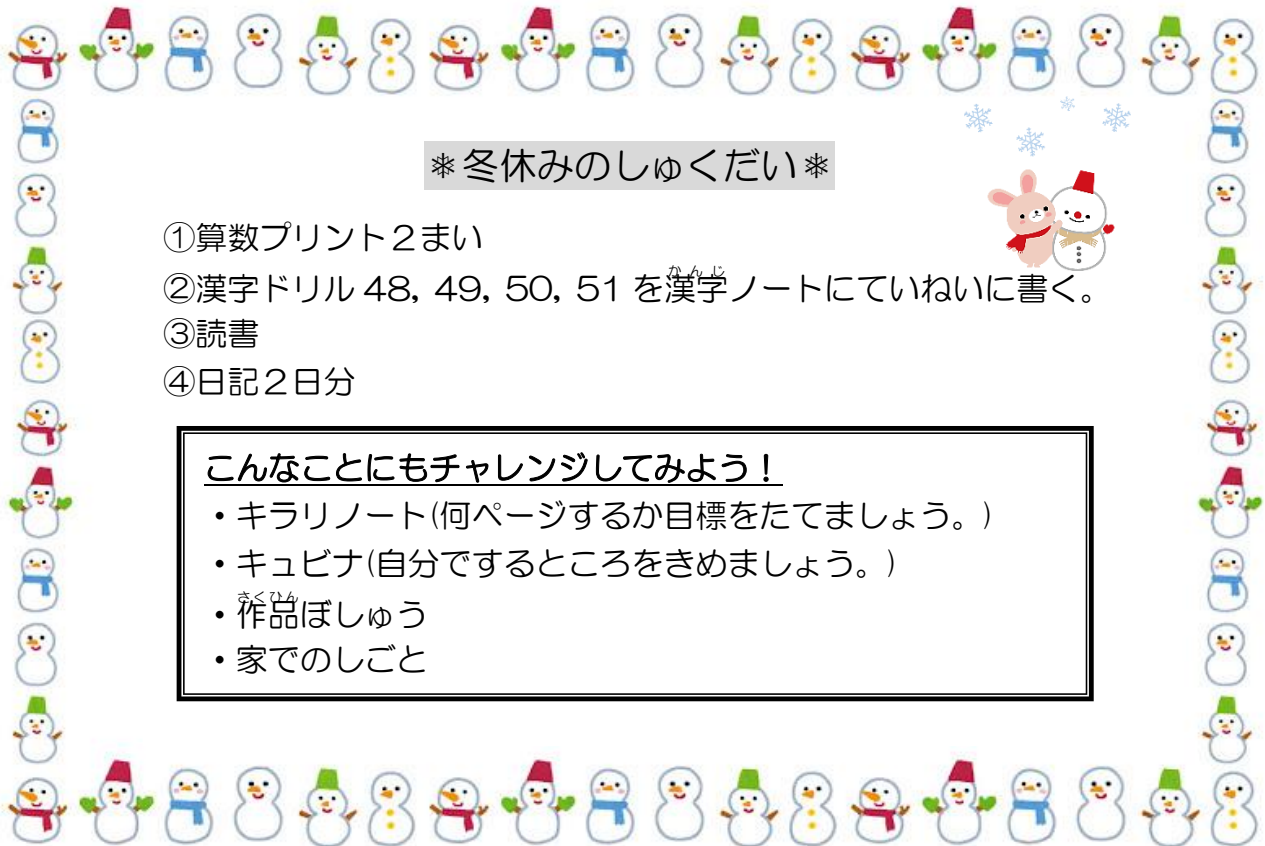 ＊冬休みのしゅくだい＊
①算数プリント２まい
②漢字ドリル 48, 49, 50, 51 を漢字ノートにていねいに書く。
③読書
④日記２日分
こんなことにもチャレンジしてみよう！
・キラリノート(何ページするか目標をたてましょう。)
・キュビナ(自分でするところをきめましょう。)
・作品ぼしゅう
・家でのしごと